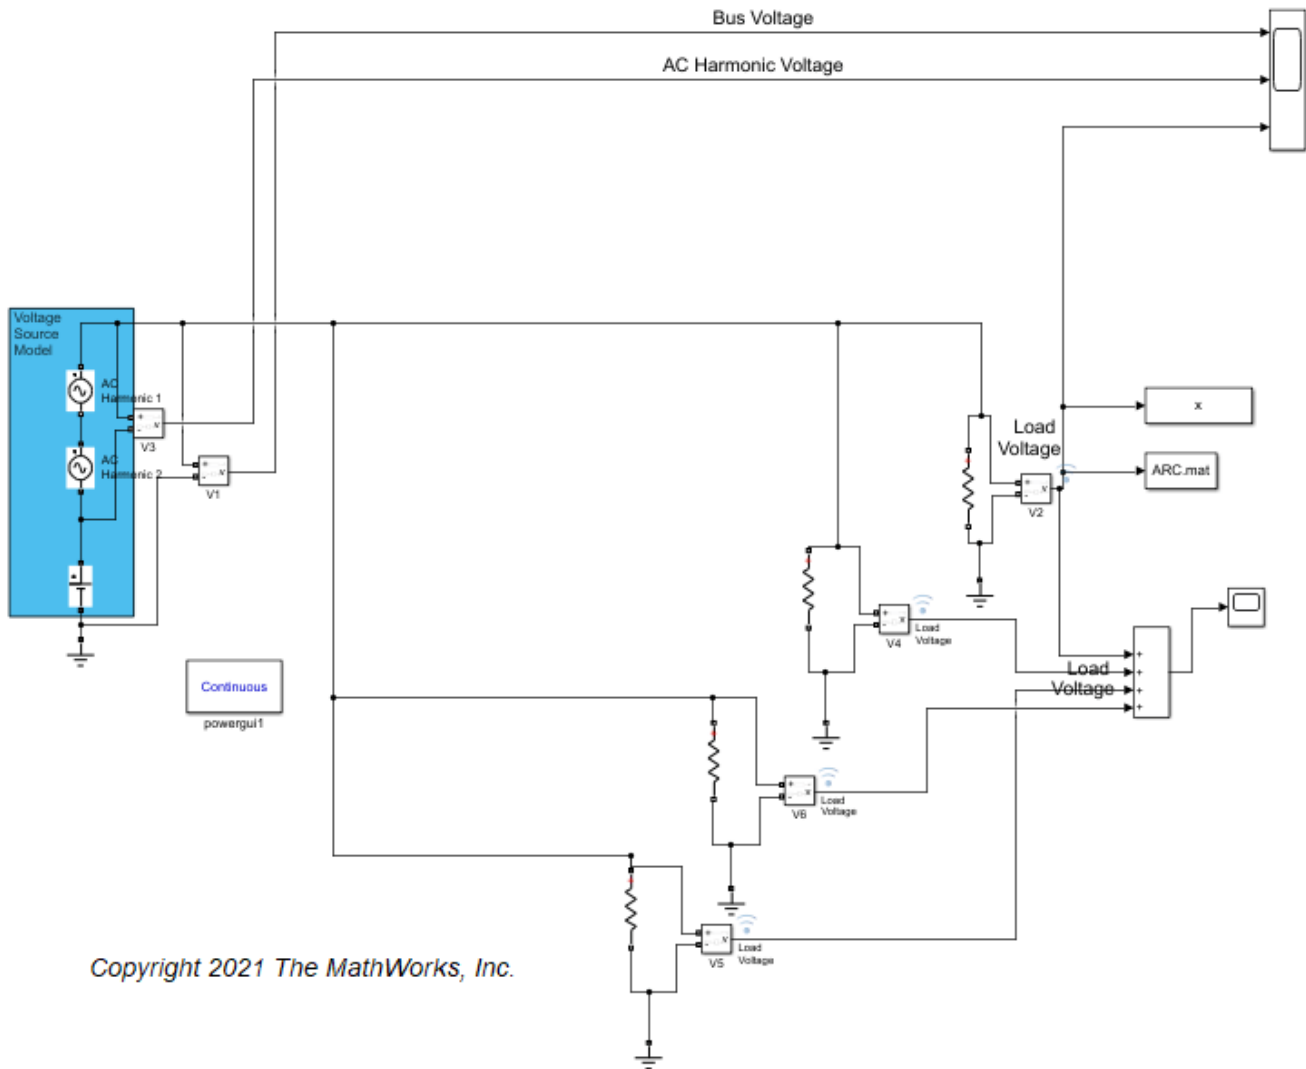 Bus Voltage
AC Harmonic Voltage
Voltage
Source
Model
AC
Harmonic 1
V3
AC
Harmonic 2
V1
Load
Voltage
V2
x
ARC.mat
V4
Load
Voltage
Continuous
powergui1
Load
Voltage
V6
Load
Voltage
V5
Load
Voltage
Copyright 2021 The MathWorks, Inc.